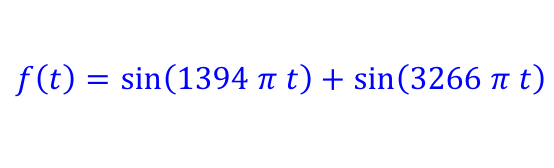 f(t) = sin(1394 π t) + sin(3266 π t)